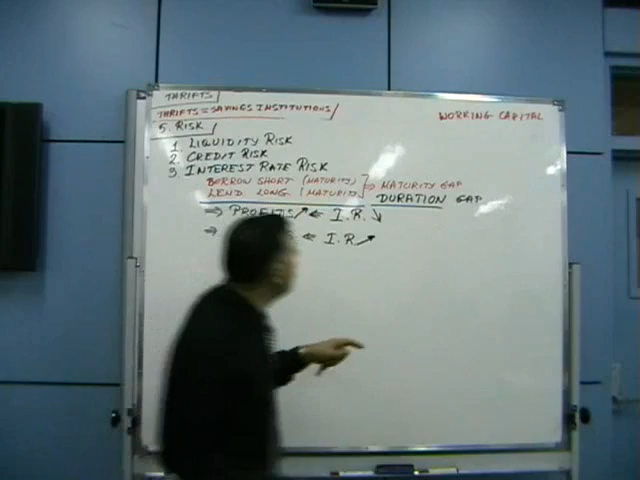 THRIFTS
THRIFTS = SAVINGS INSTITUTIONS
WORKING CAPITAL
5. RISK
1. LIQUIDITY RISK
2. CREDIT RISK
3. INTEREST RATE RISK
BORROW SHORT (MATURITY) ⇒ MATURITY GAP
LEND LONG (MATURITY) DURATION GAP
⇒ PROFITS ↗ ⇐ I.R. ↘
⇒ ⇐ I.R. ↗